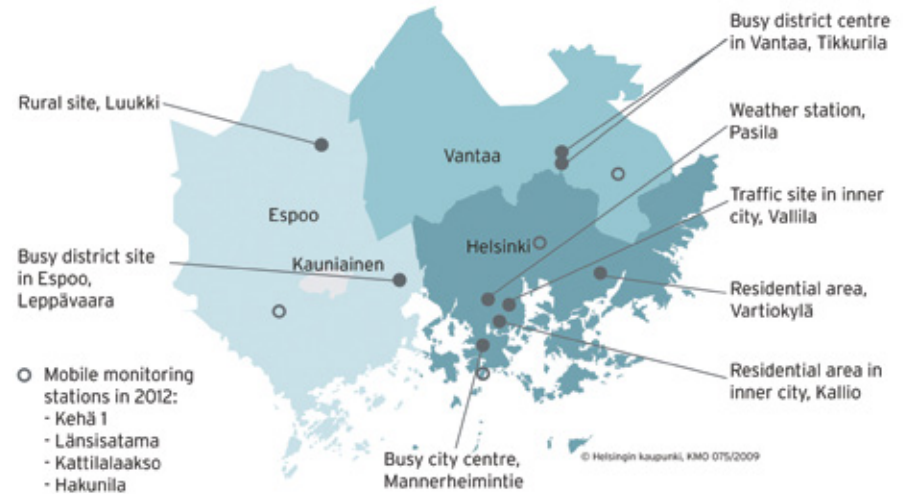 Busy district centre
in Vantaa, Tikkurila
Rural site, Luukki
Weather station,
Pasila
Vantaa
Traffic site in inner
city, Vallila
Espoo
Helsinki
Busy district site
in Espoo,
Leppävaara
Kauniainen
Residential area,
Vartiokylä
Mobile monitoring
stations in 2012:
- Kehä 1
- Länsisatama
- Kattilalaakso
- Hakunila
Residential area in
inner city, Kallio
Busy city centre,
Mannerheimintie
© Helsingin kaupunki, KMO 075/2009